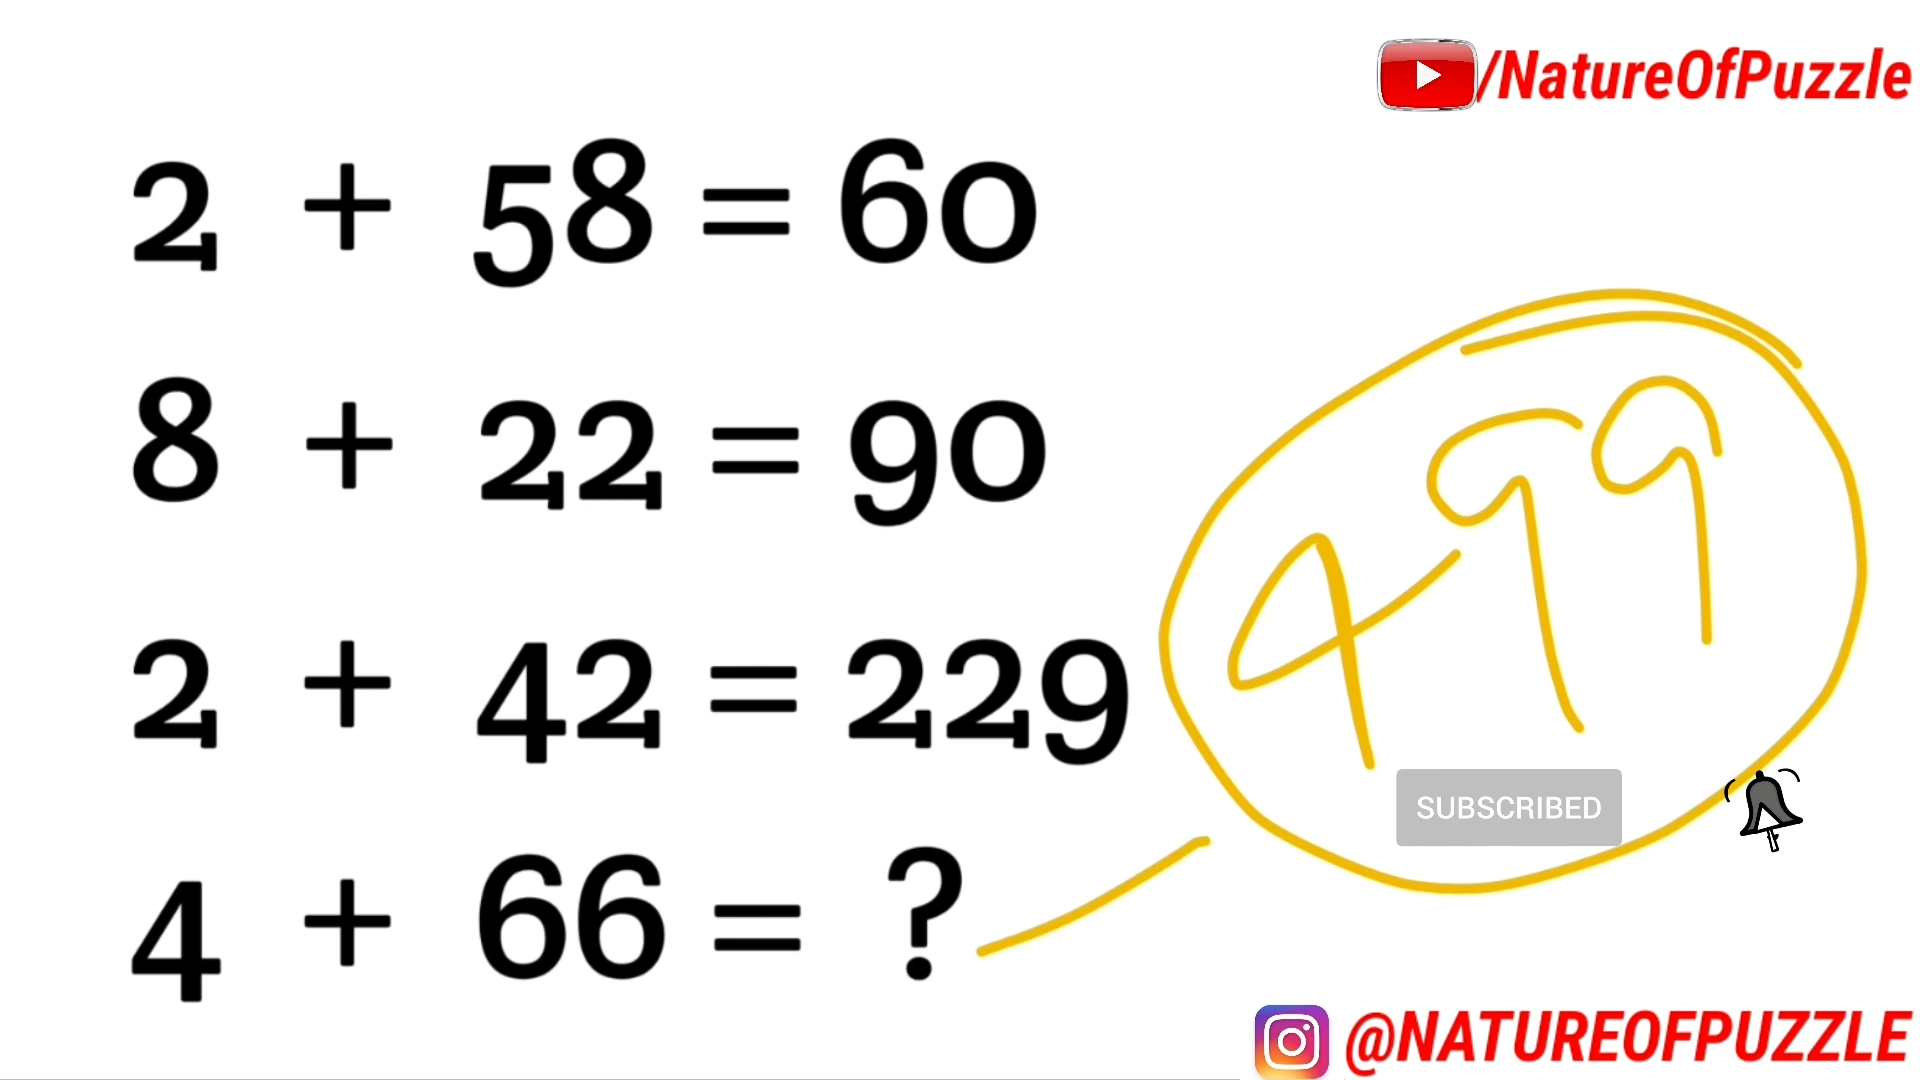 /NatureOfPuzzle
2 + 58 = 60
8 + 22 = 90
2 + 42 = 229
4 + 66 = ?
499
SUBSCRIBED
@NATUREOFPUZZLE